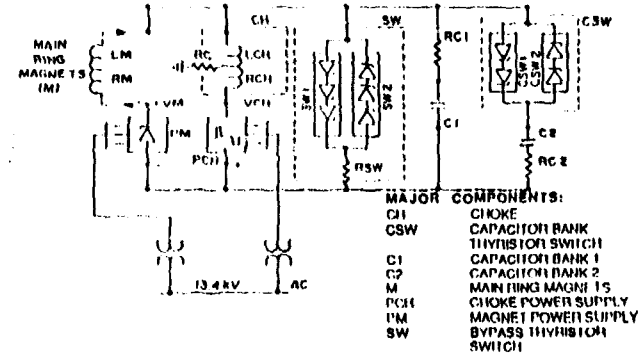 CH
SW
CSW
MAIN
RING
MAGNETS
(M)
LM
RM
RC
LCH
RCH
RC1
SW1
SW2
CSW1
CSW2
VM
VCH
PM
PCH
C1
C2
RSW
RC2
13.4 kV
AC
MAJOR COMPONENTS:
CH CHOKE
CSW CAPACITOR BANK
THYRISTOR SWITCH
C1 CAPACITOR BANK 1
C2 CAPACITOR BANK 2
M MAIN RING MAGNETS
PCH CHOKE POWER SUPPLY
PM MAGNET POWER SUPPLY
SW BYPASS THYRISTOR
SWITCH